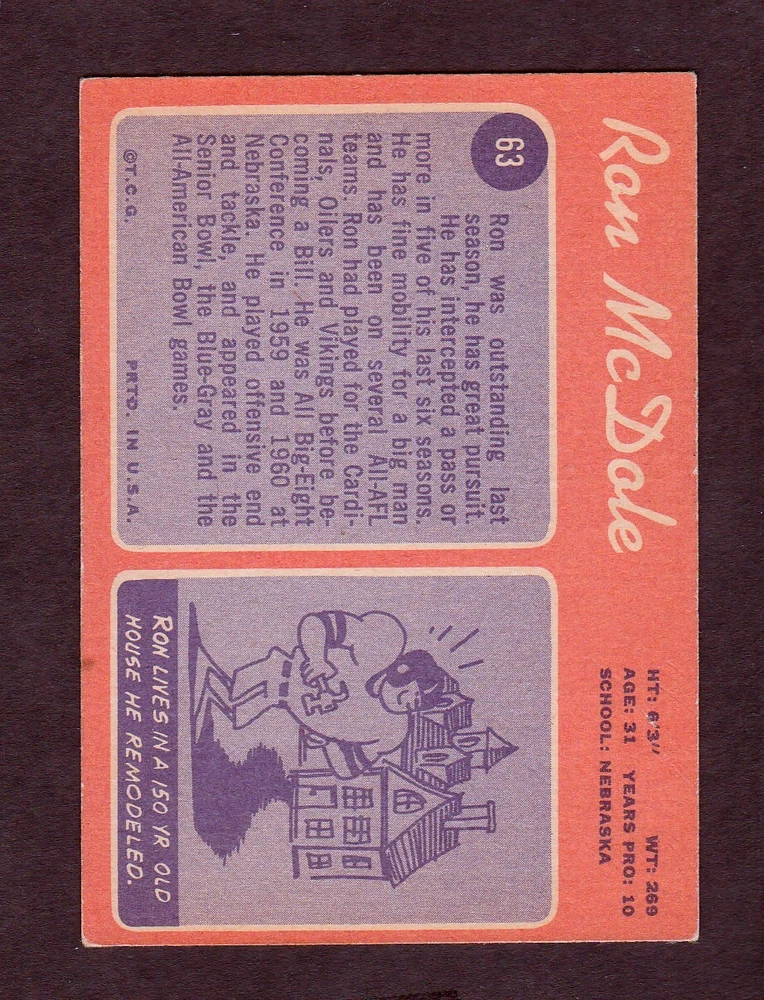 Ron McDole
HT: 6'3" WT: 269
AGE: 31 YEARS PRO: 10
SCHOOL: NEBRASKA
63
Ron was outstanding last
season, he has great pursuit.
He has intercepted a pass or
more in five of his last six seasons.
He has fine mobility for a big man
and has been on several All-AFL
teams. Ron had played for the Cardi-
nals, Oilers and Vikings before be-
coming a Bill. He was All Big-Eight
Conference in 1959 and 1960 at
Nebraska. He played offensive end
and tackle, and appeared in the
Senior Bowl, the Blue-Gray and the
All-American Bowl games.
©T.C.G. PRTD. IN U.S.A.
RON LIVES IN A 150 YR OLD
HOUSE HE REMODELED.